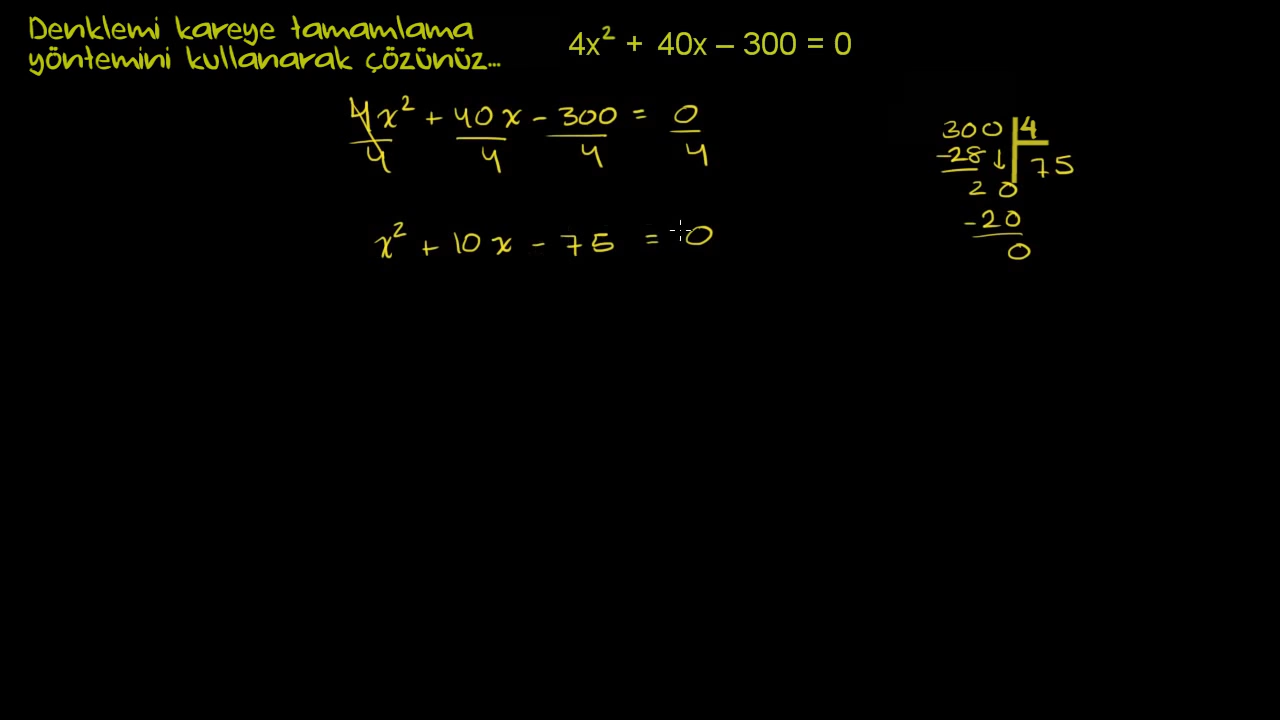 Denklemi kareye tamamlama
yöntemini kullanarak çözünüz...
4x² + 40x – 300 = 0
4x² + 40x - 300 = 0
4 4 4 4
x² + 10x - 75 = 0
300 4
-28 ↓ 75
20
-20
0